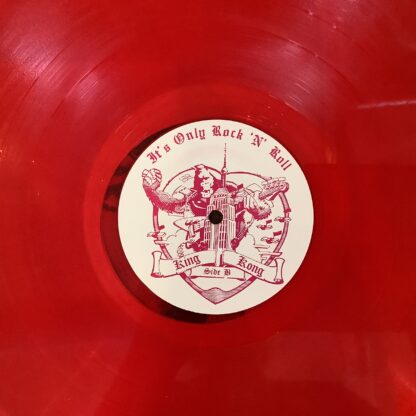 It's Only Rock 'N' Roll
King Kong
Side B